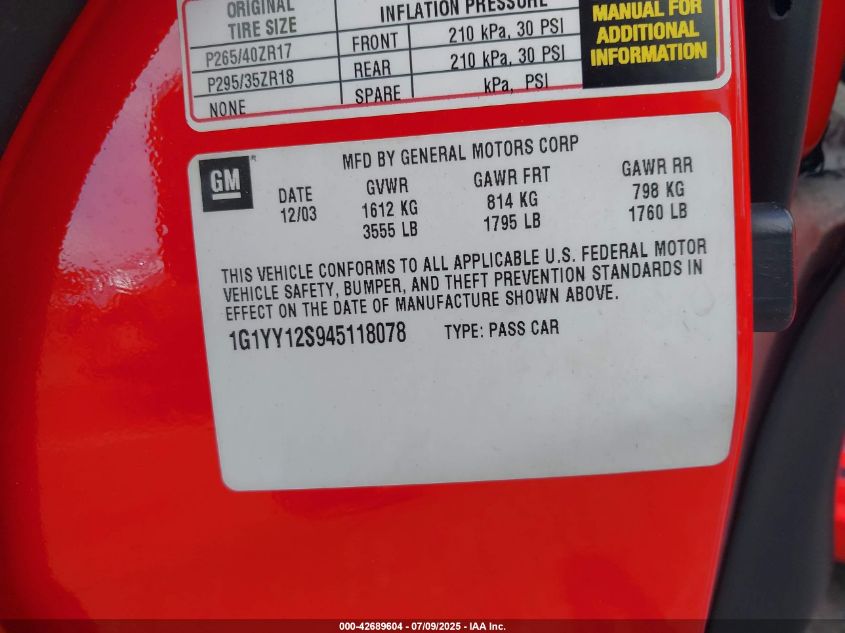 ORIGINAL TIRE SIZE INFLATION PRESSURE
P265/40ZR17 FRONT 210 kPa, 30 PSI
P295/35ZR18 REAR 210 kPa, 30 PSI
NONE SPARE kPa, PSI
MANUAL FOR
ADDITIONAL
INFORMATION
GM
MFD BY GENERAL MOTORS CORP
DATE GVWR GAWR FRT GAWR RR
12/03 1612 KG 814 KG 798 KG
3555 LB 1795 LB 1760 LB
THIS VEHICLE CONFORMS TO ALL APPLICABLE U.S. FEDERAL MOTOR
VEHICLE SAFETY, BUMPER, AND THEFT PREVENTION STANDARDS IN
EFFECT ON THE DATE OF MANUFACTURE SHOWN ABOVE.
1G1YY12S945118078 TYPE: PASS CAR
000-42689604 / 07/09/2025 - IAA Inc.